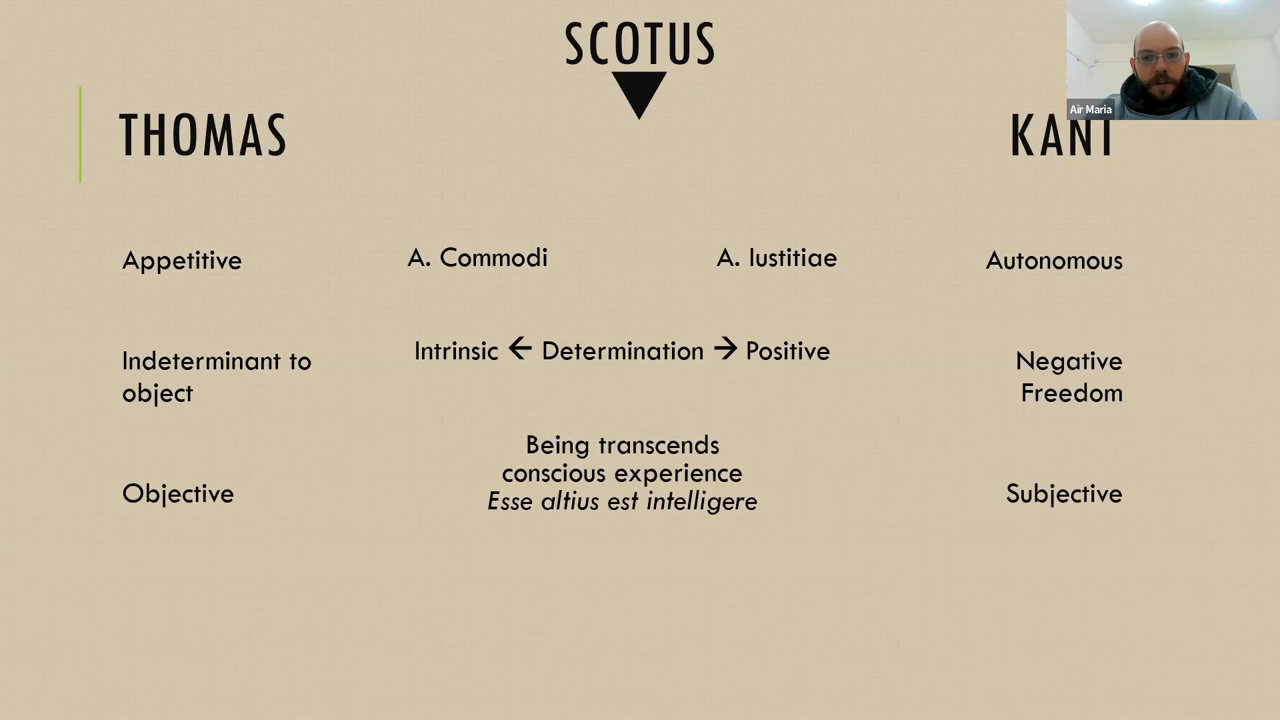 SCOTUS
THOMAS
KANT
Air Maria
Appetitive
A. Commodi
A. Iustitiae
Autonomous
Indeterminant to
object
Intrinsic ← Determination → Positive
Negative
Freedom
Being transcends
conscious experience
Esse altius est intelligere
Objective
Subjective